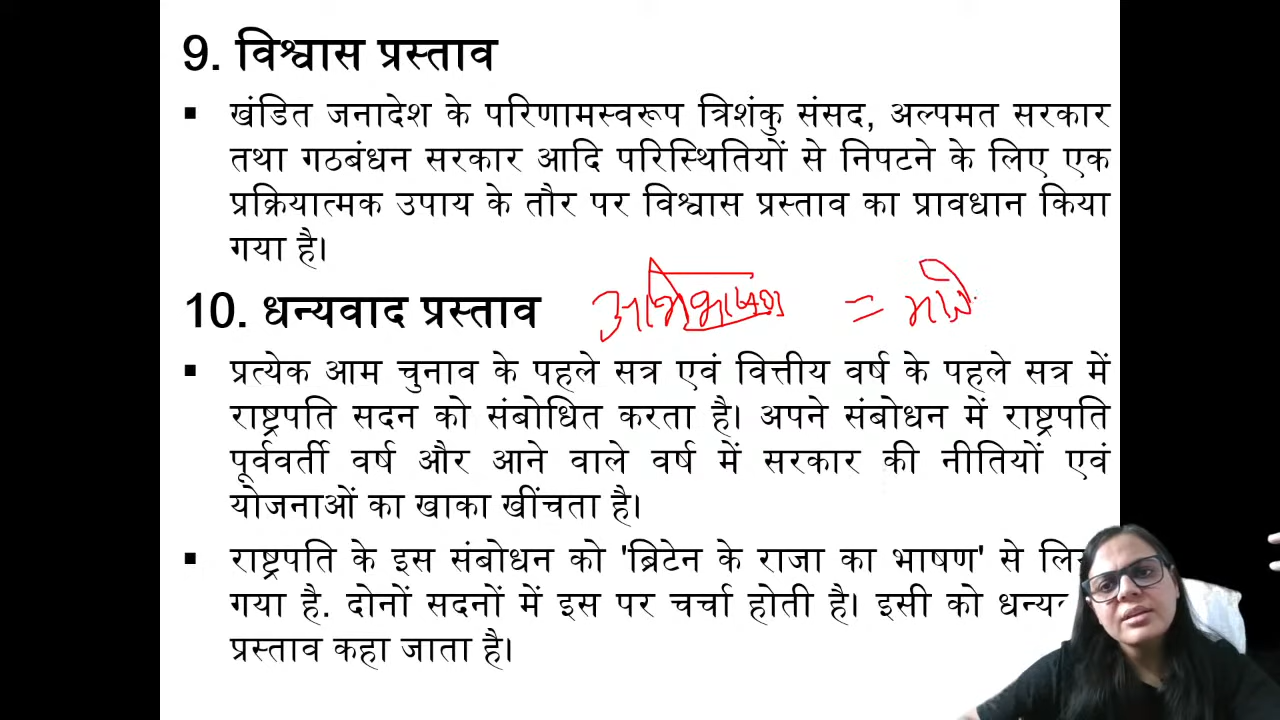 9. विश्वास प्रस्ताव
▪ खंडित जनादेश के परिणामस्वरूप त्रिशंकु संसद, अल्पमत सरकार
तथा गठबंधन सरकार आदि परिस्थितियों से निपटने के लिए एक
प्रक्रियात्मक उपाय के तौर पर विश्वास प्रस्ताव का प्रावधान किया
गया है।
10. धन्यवाद प्रस्ताव अभिभाषण =
▪ प्रत्येक आम चुनाव के पहले सत्र एवं वित्तीय वर्ष के पहले सत्र में
राष्ट्रपति सदन को संबोधित करता है। अपने संबोधन में राष्ट्रपति
पूर्ववर्ती वर्ष और आने वाले वर्ष में सरकार की नीतियों एवं
योजनाओं का खाका खींचता है।
▪ राष्ट्रपति के इस संबोधन को 'ब्रिटेन के राजा का भाषण' से
गया है. दोनों सदनों में इस पर चर्चा होती है। इसी को
प्रस्ताव कहा जाता है।